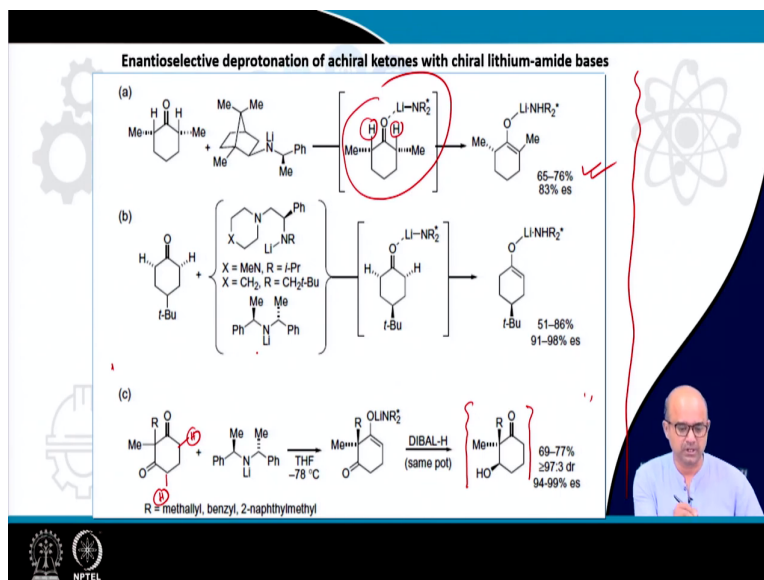 Enantioselective deprotonation of achiral ketones with chiral lithium-amide bases
(a)
O
H H
Me Me
+
Me Me
Me
Li
N Ph
Me
Li–NR₂*
O
H H
Me Me
Li·NHR₂*
O
Me Me
65–76%
83% es
(b)
O
H H
t-Bu
+
Ph
N
X NR
Li
X = MeN, R = i-Pr
X = CH₂, R = CH₂t-Bu
Me Me
Ph N Ph
Li
Li–NR₂*
O
H H
t-Bu
Li·NHR₂*
O
t-Bu
51–86%
91–98% es
(c)
R O
Me H
O
H
+
Me Me
Ph N Ph
Li
THF
–78 °C
R OLiNR₂*
Me
O
DIBAL-H
(same pot)
R O
Me
HO
69–77%
≥97:3 dr
94-99% es
R = methallyl, benzyl, 2-naphthylmethyl
NPTEL